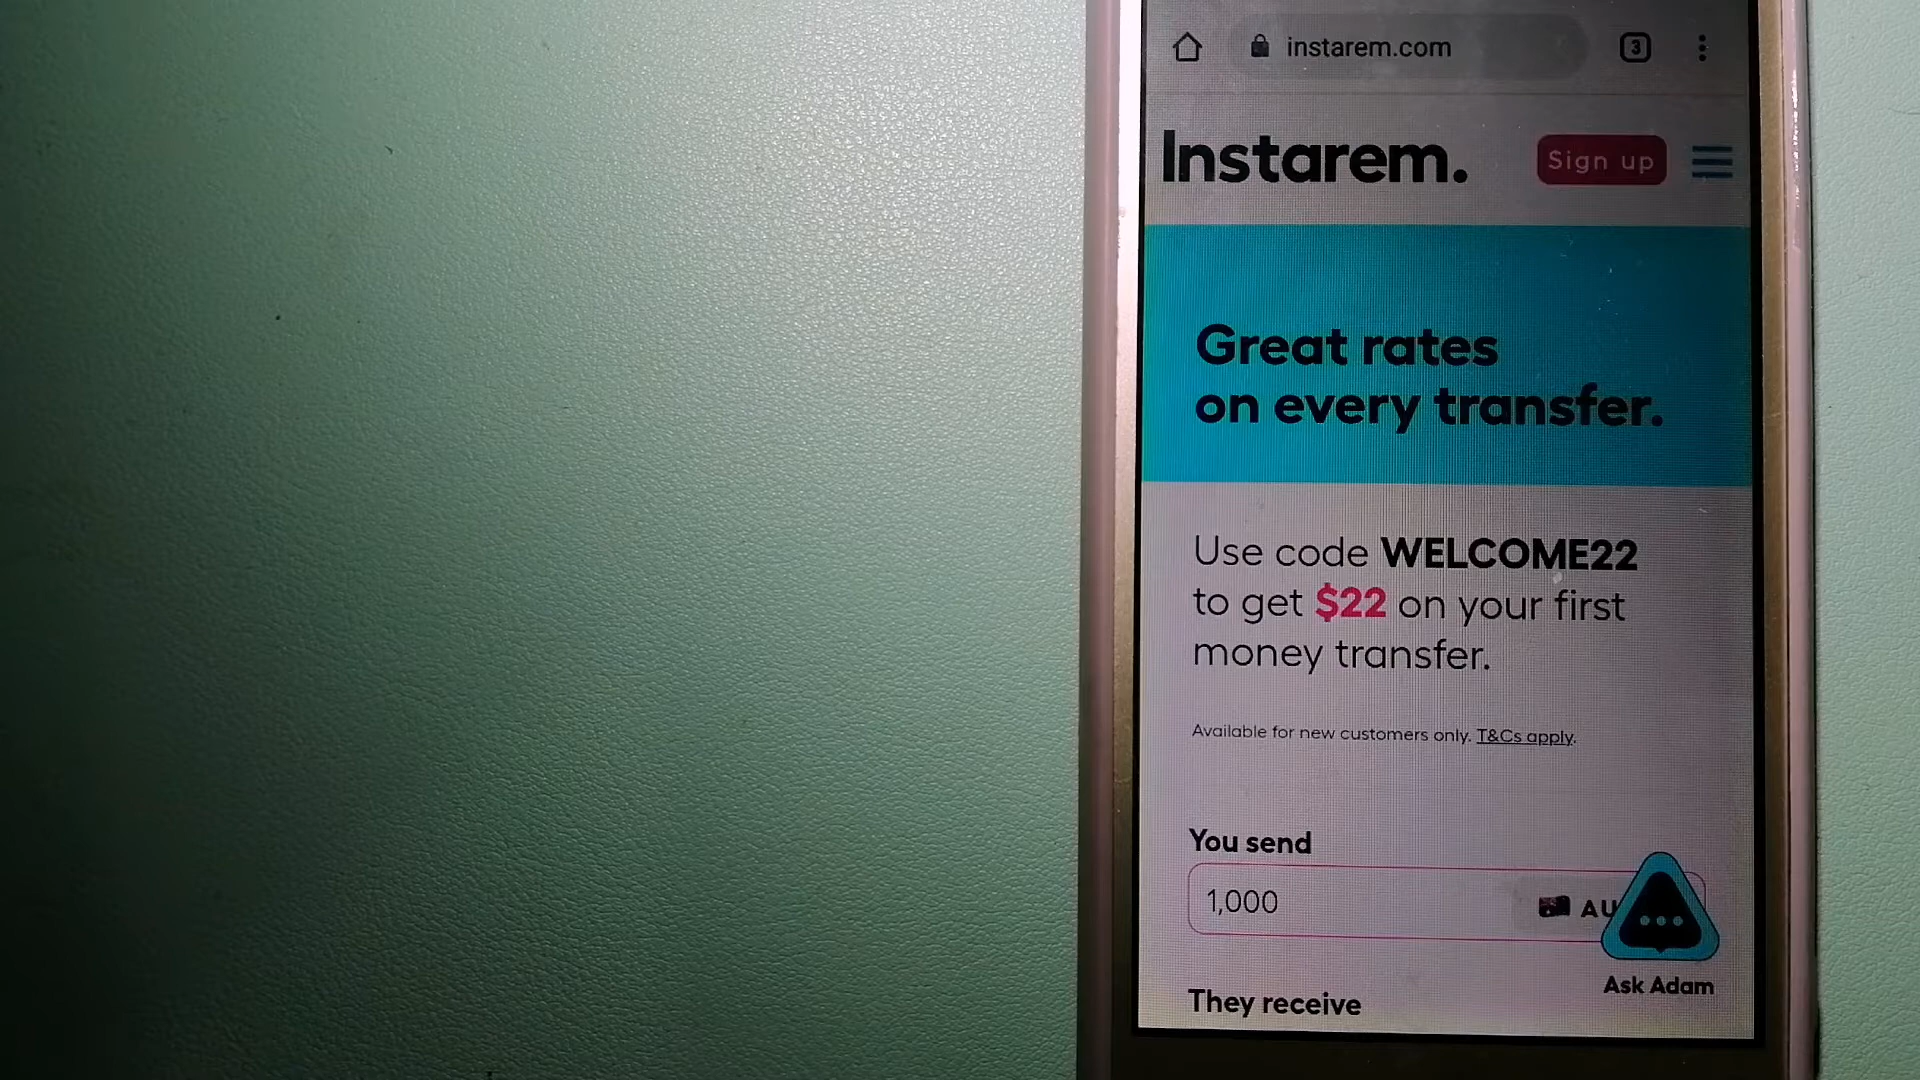 instarem.com
3
Instarem.
Sign up
Great rates
on every transfer.
Use code WELCOME22
to get $22 on your first
money transfer.
Available for new customers only. T&Cs apply.
You send
1,000
AU
Ask Adam
They receive